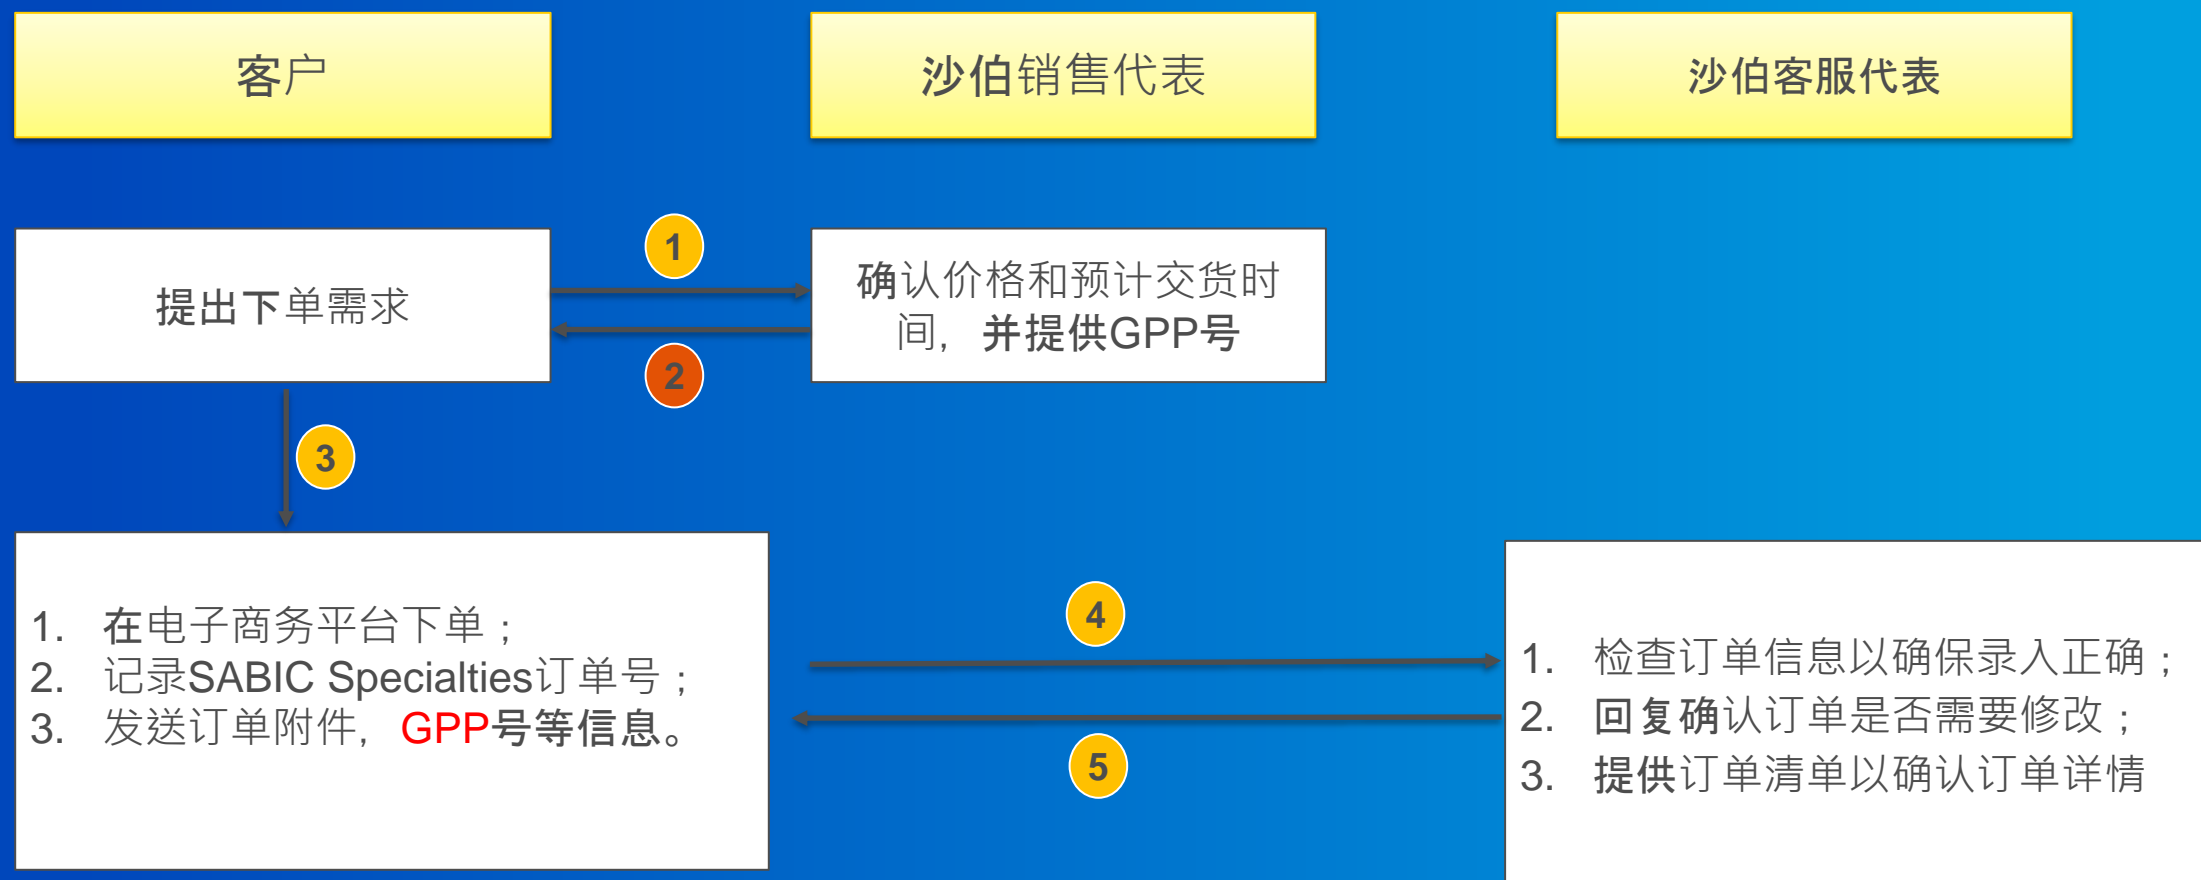 客户
沙伯销售代表
沙伯客服代表
1
提出下单需求
确认价格和预计交货时
间，并提供GPP号
2
3
1. 在电子商务平台下单；
2. 记录SABIC Specialties订单号；
3. 发送订单附件，GPP号等信息。
4
5
1. 检查订单信息以确保录入正确；
2. 回复确认订单是否需要修改；
3. 提供订单清单以确认订单详情